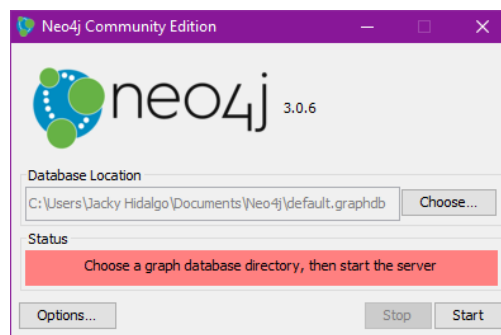 Neo4j Community Edition
neo4j 3.0.6
Database Location
C:\Users\Jacky Hidalgo\Documents\Neo4j\default.graphdb Choose...
Status
Choose a graph database directory, then start the server
Options... Stop Start